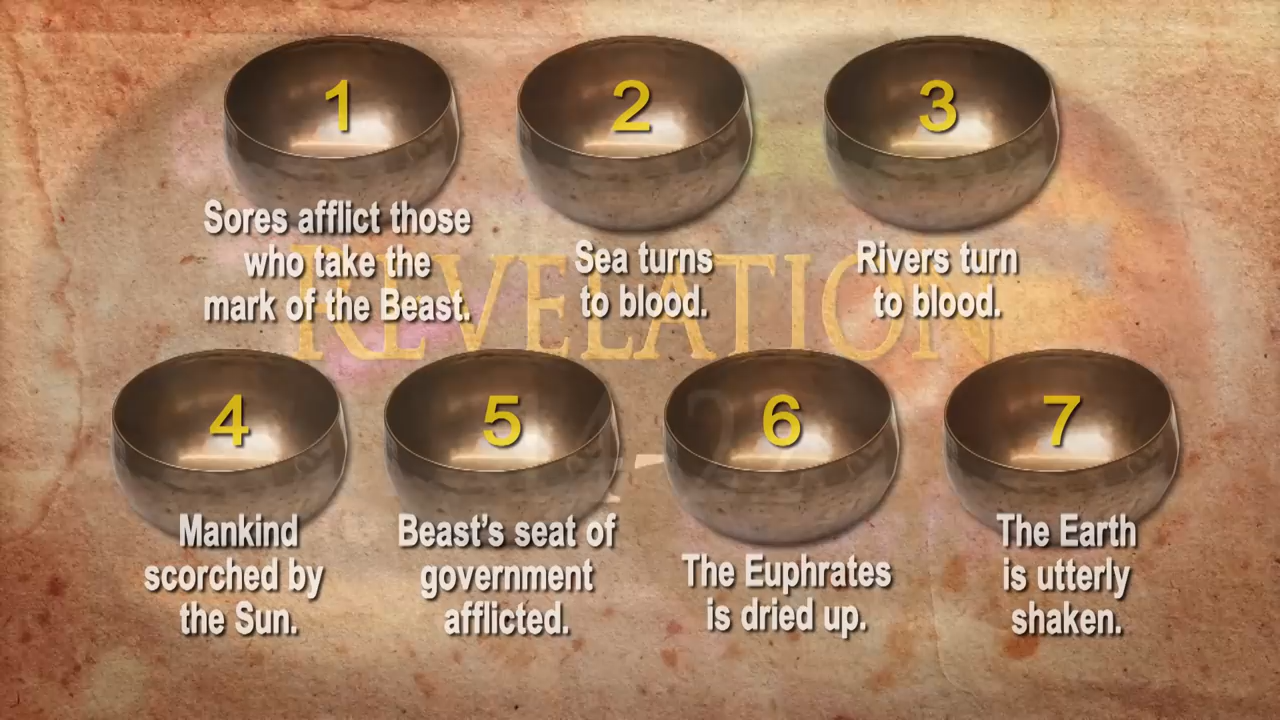 1
2
3
Sores afflict those
who take the
mark of the Beast.
Sea turns
to blood.
Rivers turn
to blood.
REVELATION
4
5
6
7
Mankind
scorched by
the Sun.
Beast’s seat of
government
afflicted.
The Euphrates
is dried up.
The Earth
is utterly
shaken.